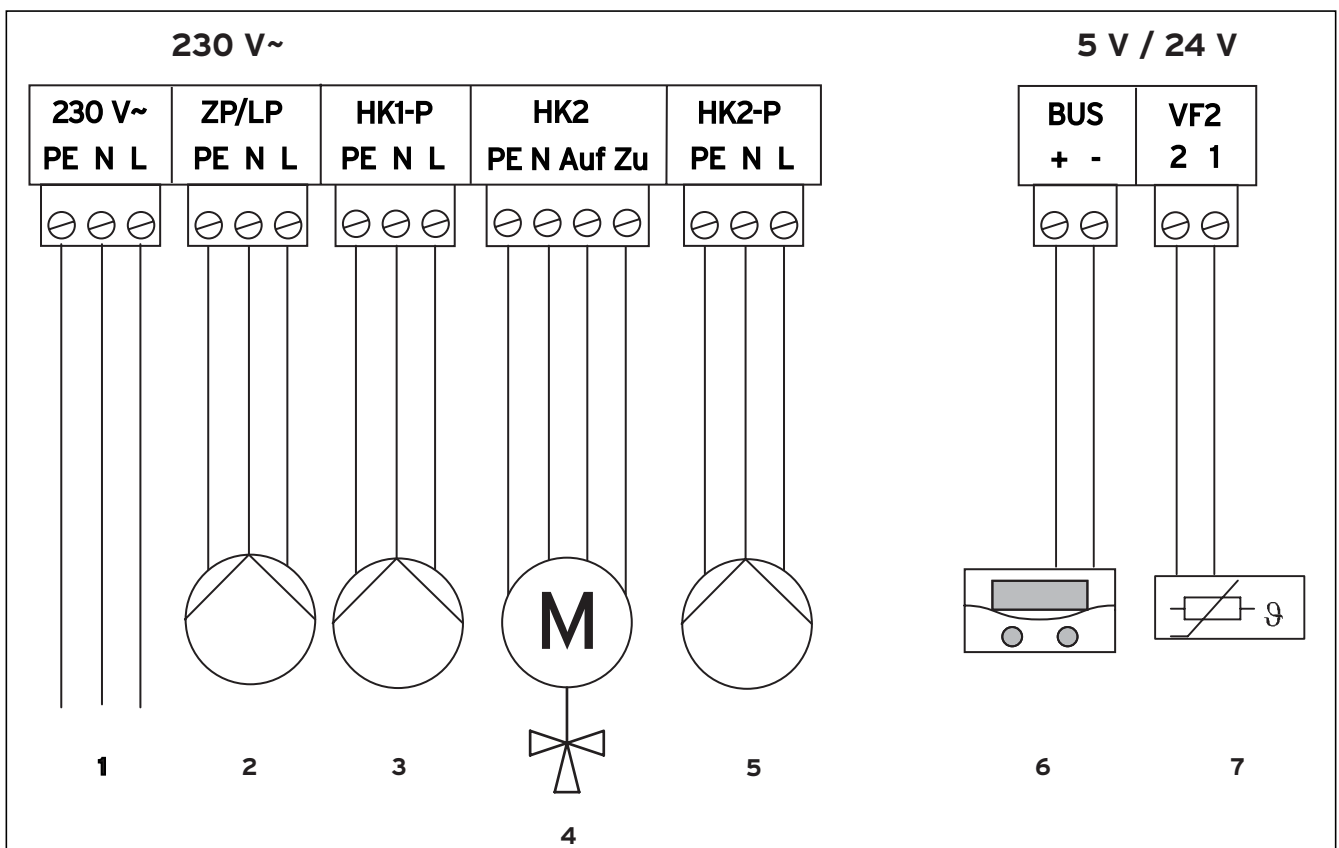 230 V~ 5 V / 24 V
230 V~ ZP/LP HK1-P HK2 HK2-P BUS VF2
PE N L PE N L PE N L PE N Auf Zu PE N L + - 2 1
M
ϑ
1 2 3 5 6 7
4